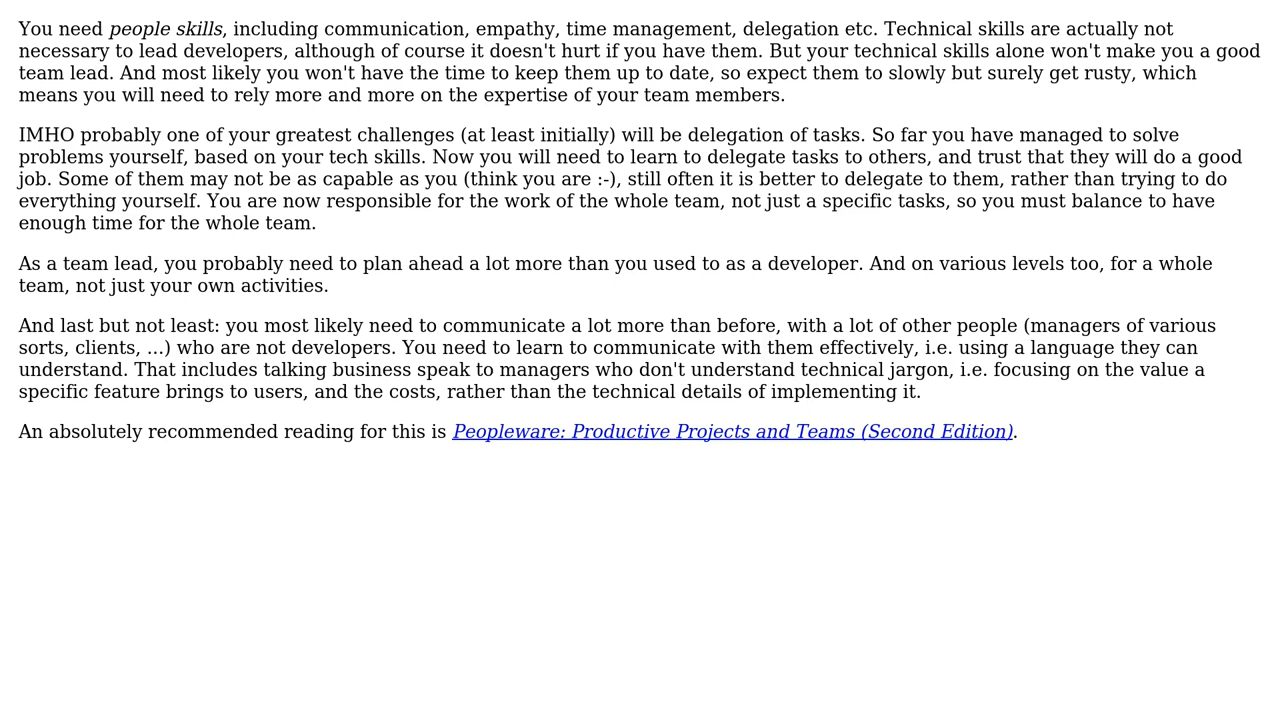 You need people skills, including communication, empathy, time management, delegation etc. Technical skills are actually not
necessary to lead developers, although of course it doesn't hurt if you have them. But your technical skills alone won't make you a good
team lead. And most likely you won't have the time to keep them up to date, so expect them to slowly but surely get rusty, which
means you will need to rely more and more on the expertise of your team members.
IMHO probably one of your greatest challenges (at least initially) will be delegation of tasks. So far you have managed to solve
problems yourself, based on your tech skills. Now you will need to learn to delegate tasks to others, and trust that they will do a good
job. Some of them may not be as capable as you (think you are :-), still often it is better to delegate to them, rather than trying to do
everything yourself. You are now responsible for the work of the whole team, not just a specific tasks, so you must balance to have
enough time for the whole team.
As a team lead, you probably need to plan ahead a lot more than you used to as a developer. And on various levels too, for a whole
team, not just your own activities.
And last but not least: you most likely need to communicate a lot more than before, with a lot of other people (managers of various
sorts, clients, ...) who are not developers. You need to learn to communicate with them effectively, i.e. using a language they can
understand. That includes talking business speak to managers who don't understand technical jargon, i.e. focusing on the value a
specific feature brings to users, and the costs, rather than the technical details of implementing it.
An absolutely recommended reading for this is Peopleware: Productive Projects and Teams (Second Edition).